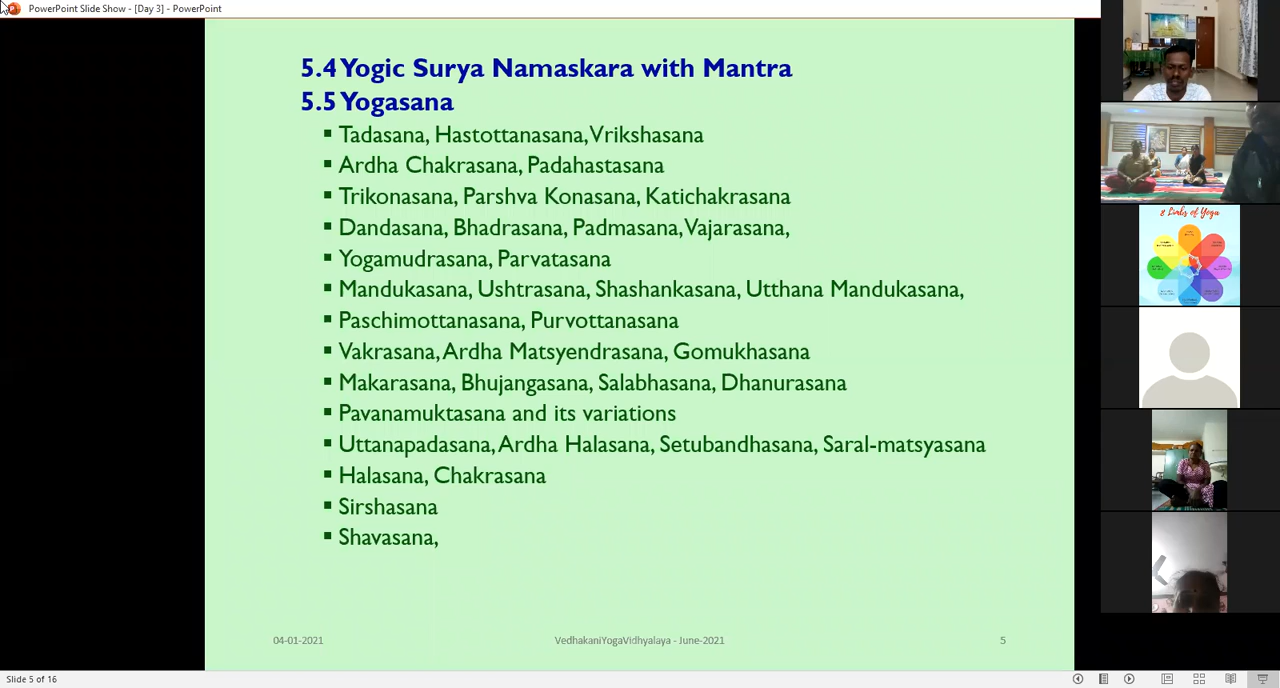 PowerPoint Slide Show - [Day 3] - PowerPoint
5.4 Yogic Surya Namaskara with Mantra
5.5 Yogasana
▪ Tadasana, Hastottanasana, Vrikshasana
▪ Ardha Chakrasana, Padahastasana
▪ Trikonasana, Parshva Konasana, Katichakrasana
▪ Dandasana, Bhadrasana, Padmasana, Vajarasana,
▪ Yogamudrasana, Parvatasana
▪ Mandukasana, Ushtrasana, Shashankasana, Utthana Mandukasana,
▪ Paschimottanasana, Purvottanasana
▪ Vakrasana, Ardha Matsyendrasana, Gomukhasana
▪ Makarasana, Bhujangasana, Salabhasana, Dhanurasana
▪ Pavanamuktasana and its variations
▪ Uttanapadasana, Ardha Halasana, Setubandhasana, Saral-matsyasana
▪ Halasana, Chakrasana
▪ Sirshasana
▪ Shavasana,
04-01-2021 VedhakaniYogaVidhyalaya - June-2021 5
Slide 5 of 16
8 Limbs of Yoga